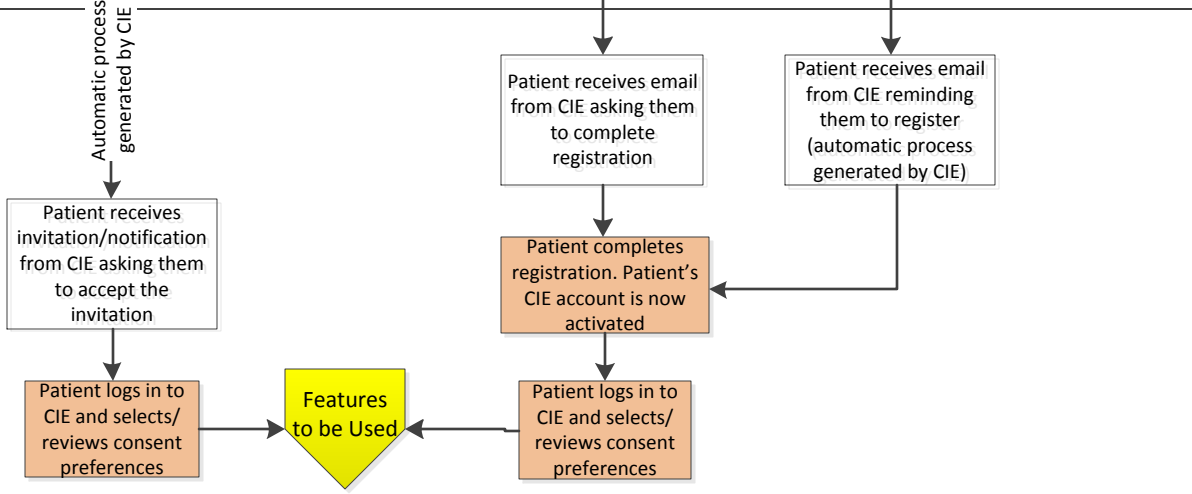 Automatic process
generated by CIE
Patient receives
invitation/notification
from CIE asking them
to accept the
invitation
Patient logs in to
CIE and selects/
reviews consent
preferences
Features
to be Used
Patient receives email
from CIE asking them
to complete
registration
Patient completes
registration. Patient’s
CIE account is now
activated
Patient logs in to
CIE and selects/
reviews consent
preferences
Patient receives email
from CIE reminding
them to register
(automatic process
generated by CIE)